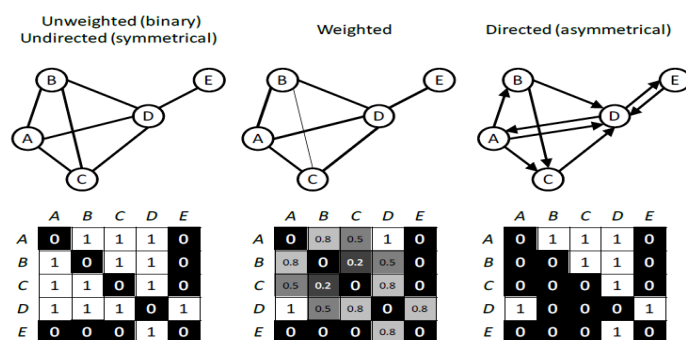 Unweighted (binary)
Undirected (symmetrical)
Weighted
Directed (asymmetrical)
B
E
D
A
C
B
E
D
A
C
B
E
D
A
C
A B C D E
A 0 1 1 1 0
B 1 0 1 1 0
C 1 1 0 1 0
D 1 1 1 0 1
E 0 0 0 1 0
A B C D E
A 0 0.8 0.5 1 0
B 0.8 0 0.2 0.5 0
C 0.5 0.2 0 0.8 0
D 1 0.5 0.8 0 0.8
E 0 0 0 0.8 0
A B C D E
A 0 1 1 1 0
B 0 0 1 1 0
C 0 0 0 1 0
D 1 0 0 0 1
E 0 0 0 1 0